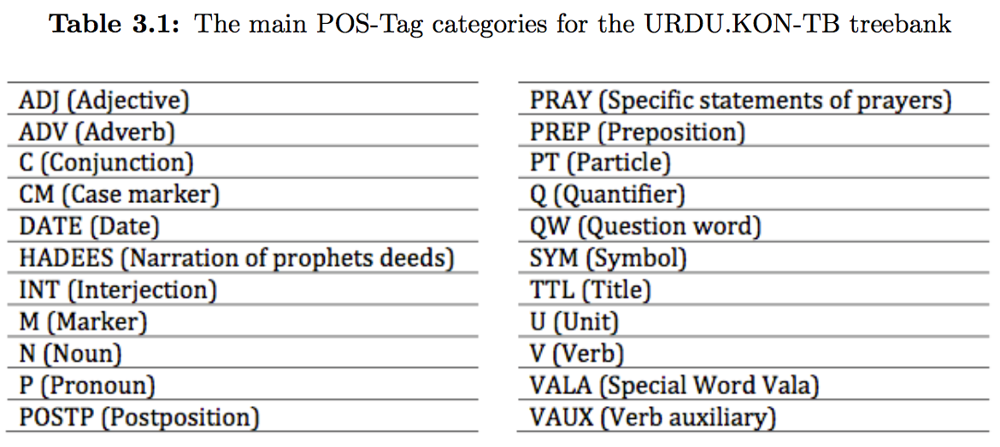 Table 3.1: The main POS-Tag categories for the URDU.KON-TB treebank
ADJ (Adjective)
ADV (Adverb)
C (Conjunction)
CM (Case marker)
DATE (Date)
HADEES (Narration of prophets deeds)
INT (Interjection)
M (Marker)
N (Noun)
P (Pronoun)
POSTP (Postposition)
PRAY (Specific statements of prayers)
PREP (Preposition)
PT (Particle)
Q (Quantifier)
QW (Question word)
SYM (Symbol)
TTL (Title)
U (Unit)
V (Verb)
VALA (Special Word Vala)
VAUX (Verb auxiliary)